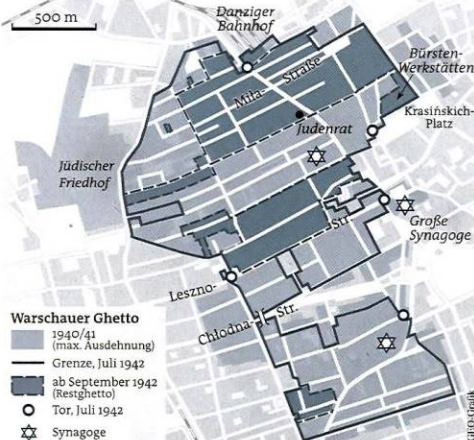 500 m
Danziger
Bahnhof
Bürsten-
Werkstätten
Miła-
Straße
Krasińskich-
Platz
Judenrat
Jüdischer
Friedhof
Große
Synagoge
Str.
Leszno-
Chłodna-
Str.
Warschauer Ghetto
1940/41
(max. Ausdehnung)
Grenze, Juli 1942
ab September 1942
(Restghetto)
Tor, Juli 1942
Synagoge